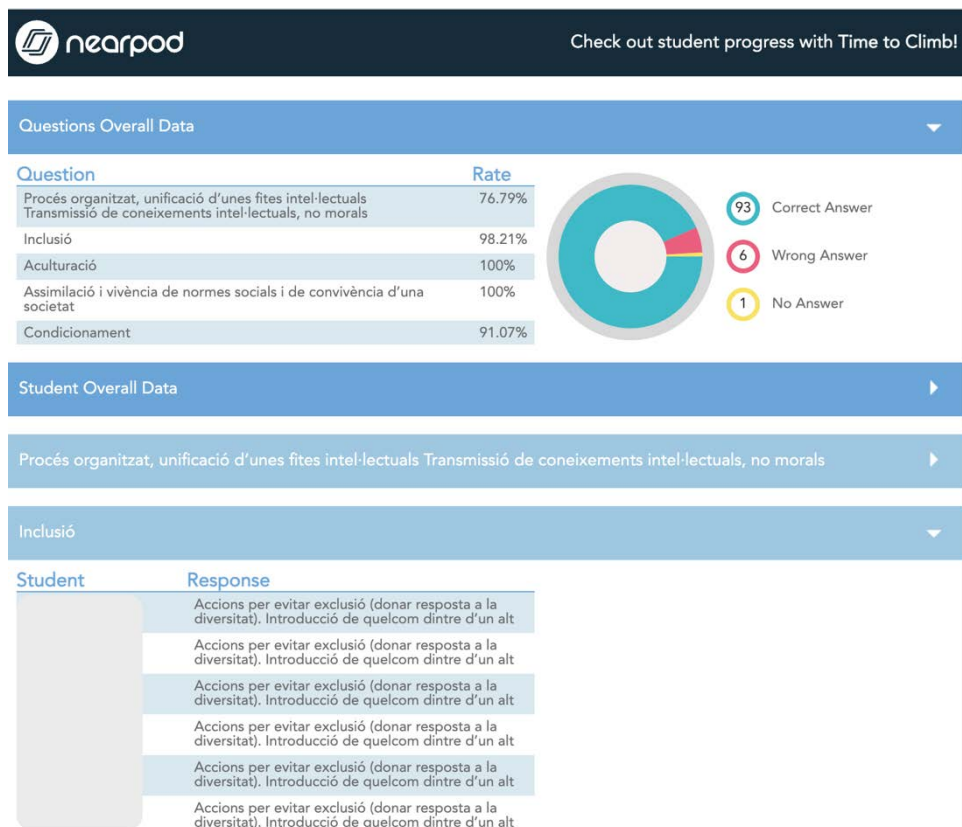 nearpod
Check out student progress with Time to Climb!
Questions Overall Data
Question Rate
Procés organitzat, unificació d'unes fites intel·lectuals 76.79%
Transmissió de coneixements intel·lectuals, no morals
Inclusió 98.21%
Aculturació 100%
Assimilació i vivència de normes socials i de convivència d'una 100%
societat
Condicionament 91.07%
93 Correct Answer
6 Wrong Answer
1 No Answer
Student Overall Data
Procés organitzat, unificació d'unes fites intel·lectuals Transmissió de coneixements intel·lectuals, no morals
Inclusió
Student Response
Accions per evitar exclusió (donar resposta a la
diversitat). Introducció de quelcom dintre d'un alt
Accions per evitar exclusió (donar resposta a la
diversitat). Introducció de quelcom dintre d'un alt
Accions per evitar exclusió (donar resposta a la
diversitat). Introducció de quelcom dintre d'un alt
Accions per evitar exclusió (donar resposta a la
diversitat). Introducció de quelcom dintre d'un alt
Accions per evitar exclusió (donar resposta a la
diversitat). Introducció de quelcom dintre d'un alt
Accions per evitar exclusió (donar resposta a la
diversitat). Introducció de quelcom dintre d'un alt